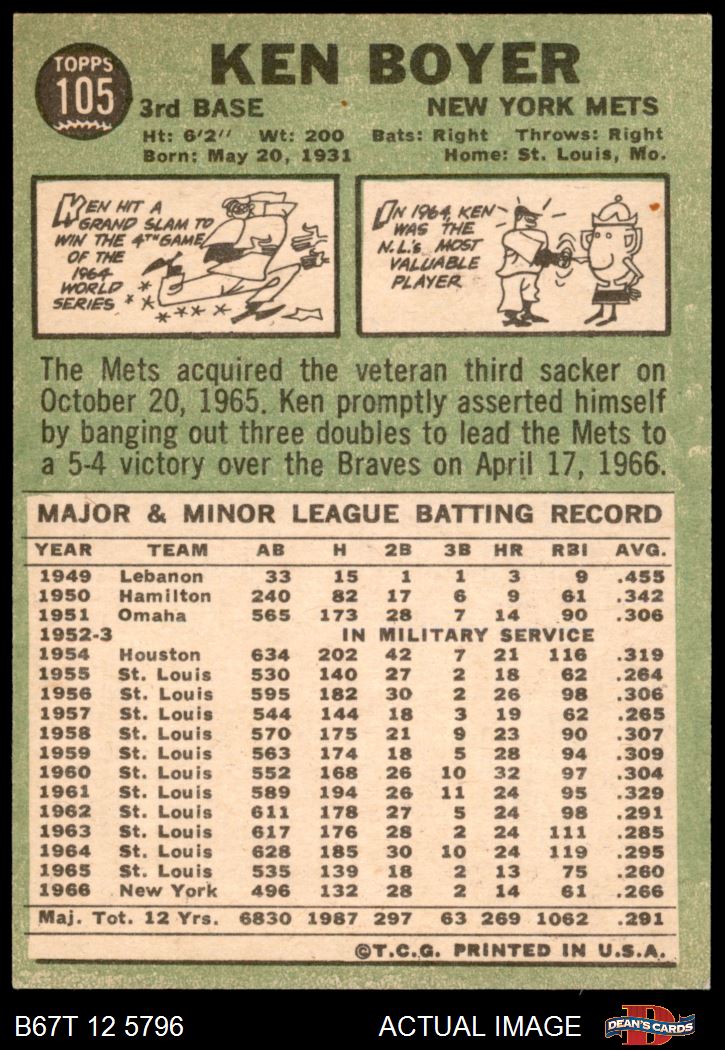 TOPPS
105
KEN BOYER
3rd BASE NEW YORK METS
Ht: 6'2" Wt: 200 Bats: Right Throws: Right
Born: May 20, 1931 Home: St. Louis, Mo.
KEN HIT A
GRAND SLAM TO
WIN THE 4TH GAME
OF THE
1964
WORLD
SERIES
IN 1964, KEN
WAS THE
N.L.'s MOST
VALUABLE
PLAYER
The Mets acquired the veteran third sacker on
October 20, 1965. Ken promptly asserted himself
by banging out three doubles to lead the Mets to
a 5-4 victory over the Braves on April 17, 1966.
MAJOR & MINOR LEAGUE BATTING RECORD
YEAR TEAM AB H 2B 3B HR RBI AVG.
1949 Lebanon 33 15 1 1 3 9 .455
1950 Hamilton 240 82 17 6 9 61 .342
1951 Omaha 565 173 28 7 14 90 .306
1952-3 IN MILITARY SERVICE
1954 Houston 634 202 42 7 21 116 .319
1955 St. Louis 530 140 27 2 18 62 .264
1956 St. Louis 595 182 30 2 26 98 .306
1957 St. Louis 544 144 18 3 19 62 .265
1958 St. Louis 570 175 21 9 23 90 .307
1959 St. Louis 563 174 18 5 28 94 .309
1960 St. Louis 552 168 26 10 32 97 .304
1961 St. Louis 589 194 26 11 24 95 .329
1962 St. Louis 611 178 27 5 24 98 .291
1963 St. Louis 617 176 28 2 24 111 .285
1964 St. Louis 628 185 30 10 24 119 .295
1965 St. Louis 535 139 18 2 13 75 .260
1966 New York 496 132 28 2 14 61 .266
Maj. Tot. 12 Yrs. 6830 1987 297 63 269 1062 .291
©T.C.G. PRINTED IN U.S.A.
B67T 12 5796 ACTUAL IMAGE
D
DEAN'S CARDS